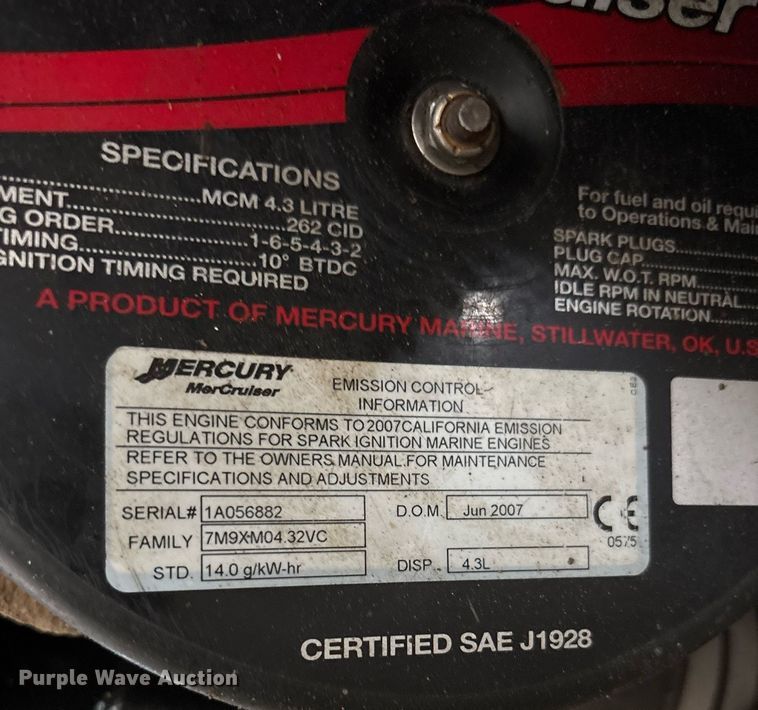 uiser
SPECIFICATIONS
MCM 4.3 LITRE
MENT 262 CID
G ORDER 1-6-5-4-3-2
TIMING 10° BTDC
GNITION TIMING REQUIRED
For fuel and oil requi
to Operations & Mai
SPARK PLUGS
PLUG CAP
MAX. W.O.T. RPM
IDLE RPM IN NEUTRAL
ENGINE ROTATION
A PRODUCT OF MERCURY MARINE, STILLWATER, OK, U.S
MERCURY
MerCruiser
EMISSION CONTROL
INFORMATION
THIS ENGINE CONFORMS TO 2007CALIFORNIA EMISSION
REGULATIONS FOR SPARK IGNITION MARINE ENGINES
REFER TO THE OWNERS MANUAL.FOR MAINTENANCE
SPECIFICATIONS AND ADJUSTMENTS
SERIAL# 1A056882 D.O.M. Jun 2007
FAMILY 7M9XM04.32VC
STD. 14.0 g/kW-hr DISP. 4.3L
CE
0575
CERTIFIED SAE J1928
Purple Wave Auction